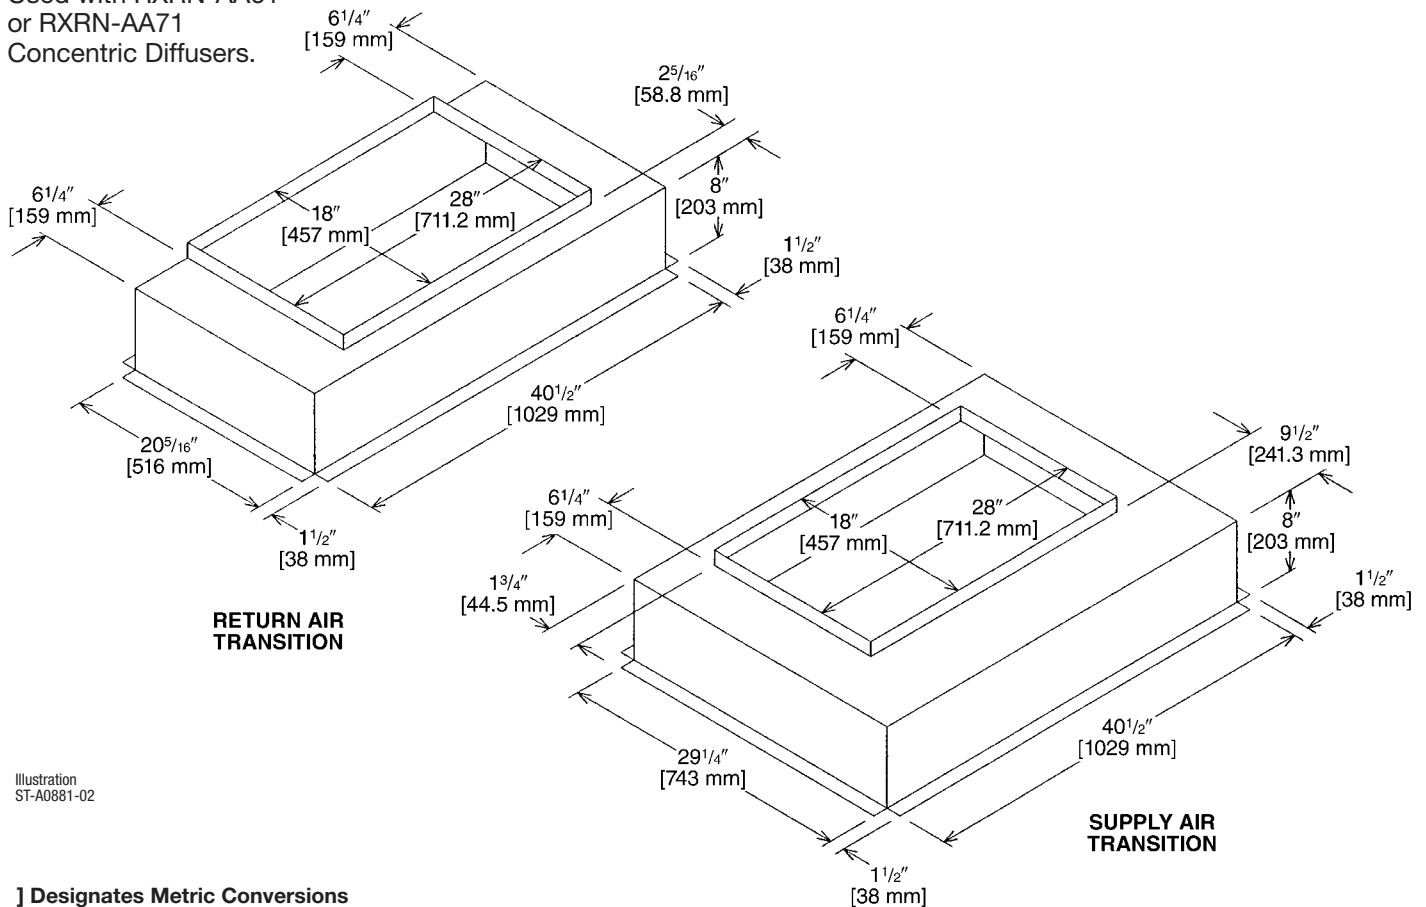 or RXRN-AA71
Concentric Diffusers.
6 1/4″
[159 mm]
2 5/16″
[58.8 mm]
6 1/4″
[159 mm]
18″
[457 mm]
28″
[711.2 mm]
8″
[203 mm]
1 1/2″
[38 mm]
40 1/2″
[1029 mm]
20 5/16″
[516 mm]
1 1/2″
[38 mm]
RETURN AIR
TRANSITION
6 1/4″
[159 mm]
9 1/2″
[241.3 mm]
6 1/4″
[159 mm]
18″
[457 mm]
28″
[711.2 mm]
8″
[203 mm]
1 3/4″
[44.5 mm]
1 1/2″
[38 mm]
40 1/2″
[1029 mm]
29 1/4″
[743 mm]
1 1/2″
[38 mm]
SUPPLY AIR
TRANSITION
Illustration
ST-A0881-02
] Designates Metric Conversions